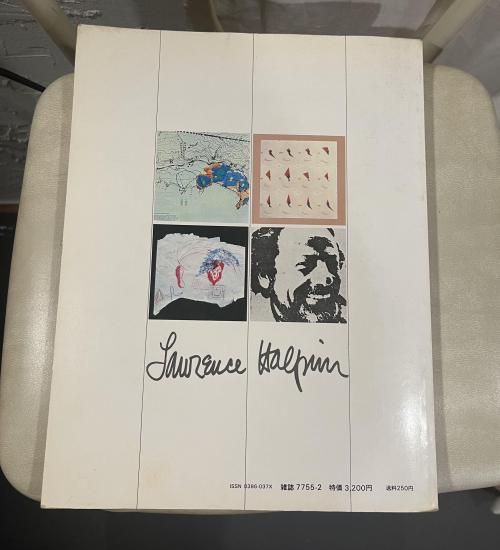 Lawrence Halprin
ISSN 0386-037X 雑誌 7755-2 特価 3,200円 送料250円